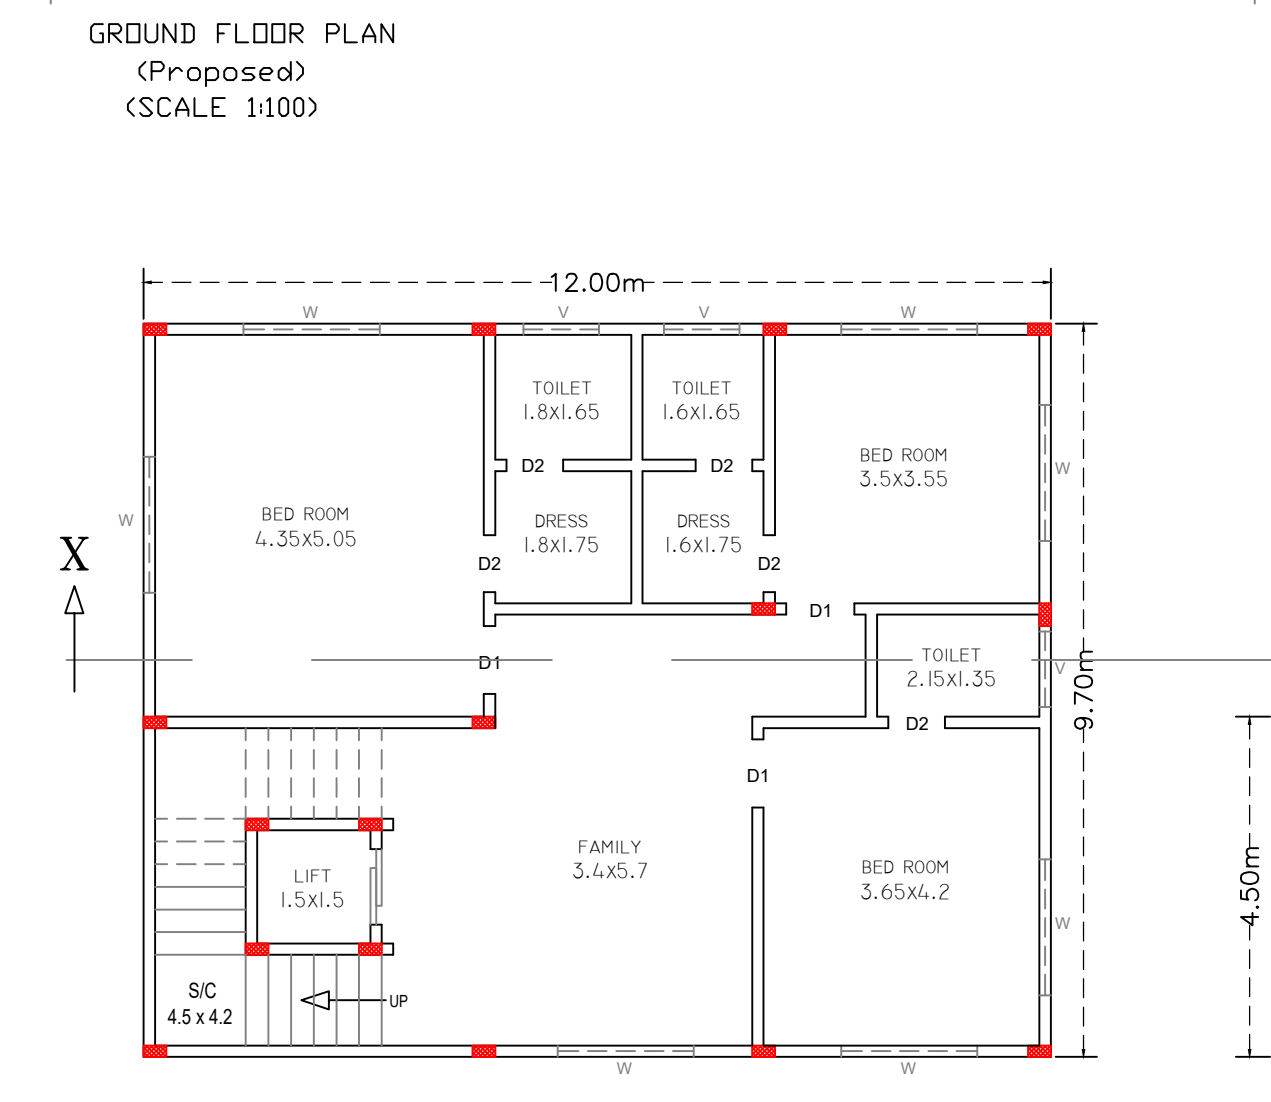 GROUND FLOOR PLAN
(Proposed)
(SCALE 1:100)
12.00m
W
V
V
W
TOILET
1.8x1.65
TOILET
1.6x1.65
BED ROOM
3.5x3.55
W
D2
D2
BED ROOM
4.35x5.05
W
DRESS
1.8x1.75
DRESS
1.6x1.75
X
D2
D2
D1
D1
TOILET
2.15x1.35
V
9.70m
D2
D1
FAMILY
3.4x5.7
BED ROOM
3.65x4.2
LIFT
1.5x1.5
4.50m
W
S/C
4.5 x 4.2
UP
W
W